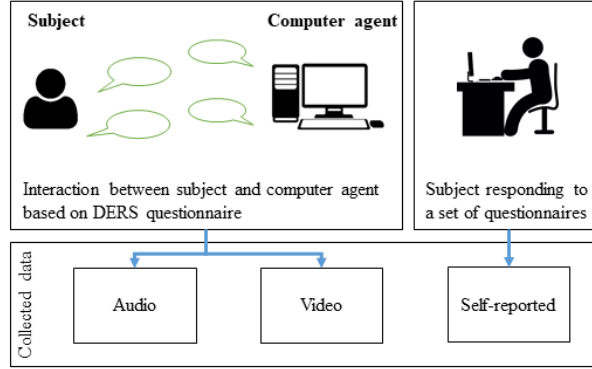 Subject
Computer agent
Interaction between subject and computer agent
based on DERS questionnaire
Subject responding to
a set of questionnaires
Collected data
Audio
Video
Self-reported